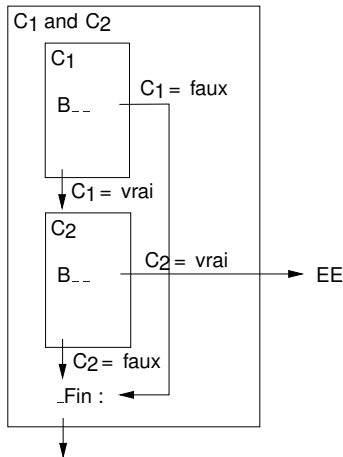 C1 and C2
C1
B_ _ C1 = faux
C1 = vrai
C2
C2 = vrai
B_ _ EE
C2 = faux
_Fin :